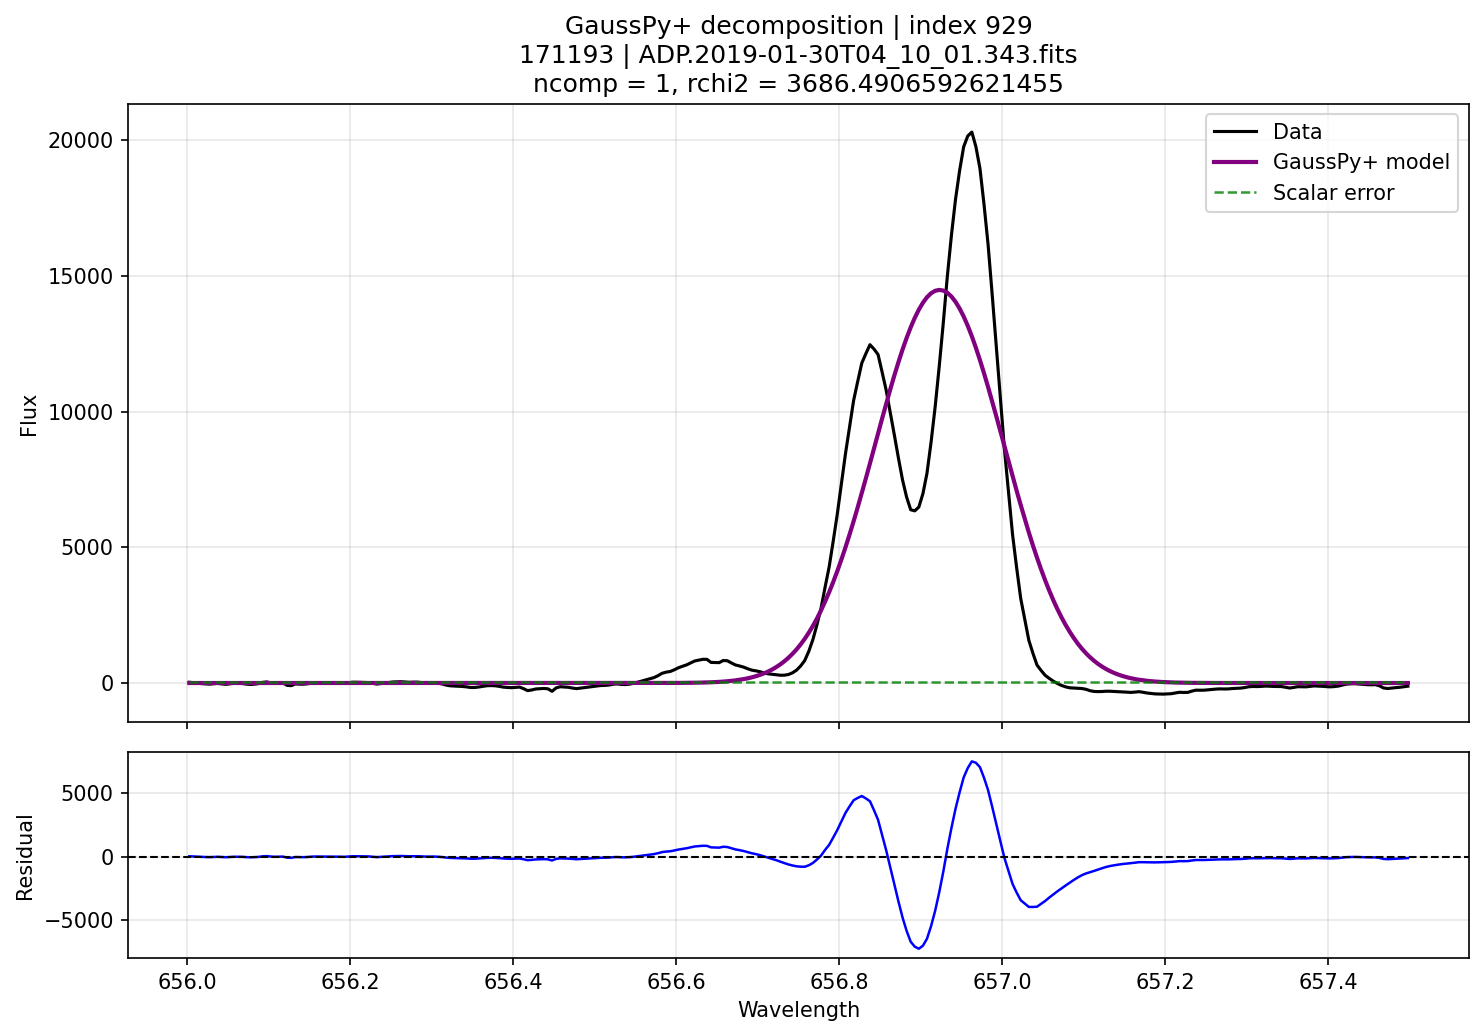 GaussPy+ decomposition | index 929
171193 | ADP.2019-01-30T04_10_01.343.fits
ncomp = 1, rchi2 = 3686.4906592621455
Data
GaussPy+ model
Scalar error
20000
15000
10000
5000
0
Flux
5000
0
−5000
Residual
656.0 656.2 656.4 656.6 656.8 657.0 657.2 657.4
Wavelength